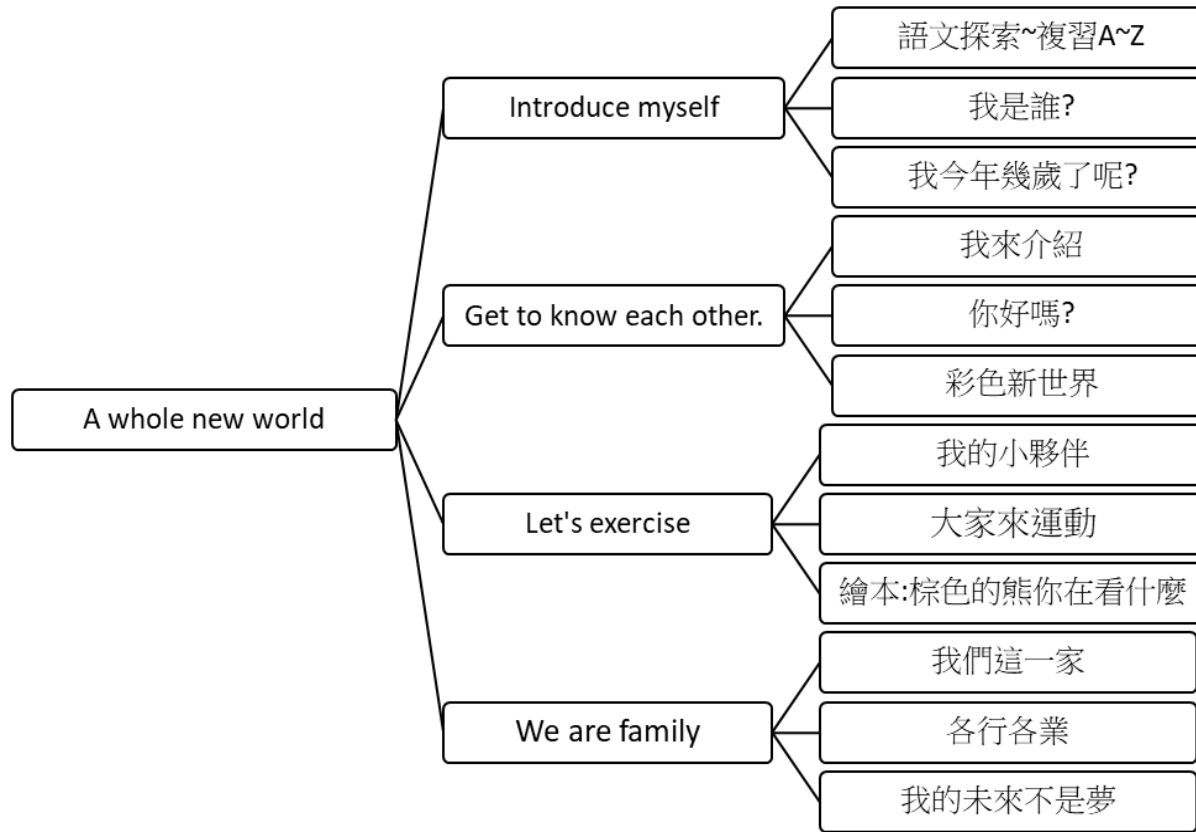 A whole new world
Introduce myself
語文探索~複習A~Z
我是誰?
我今年幾歲了呢?
Get to know each other.
我來介紹
你好嗎?
彩色新世界
Let's exercise
我的小夥伴
大家來運動
繪本:棕色的熊你在看什麼
We are family
我們這一家
各行各業
我的未來不是夢